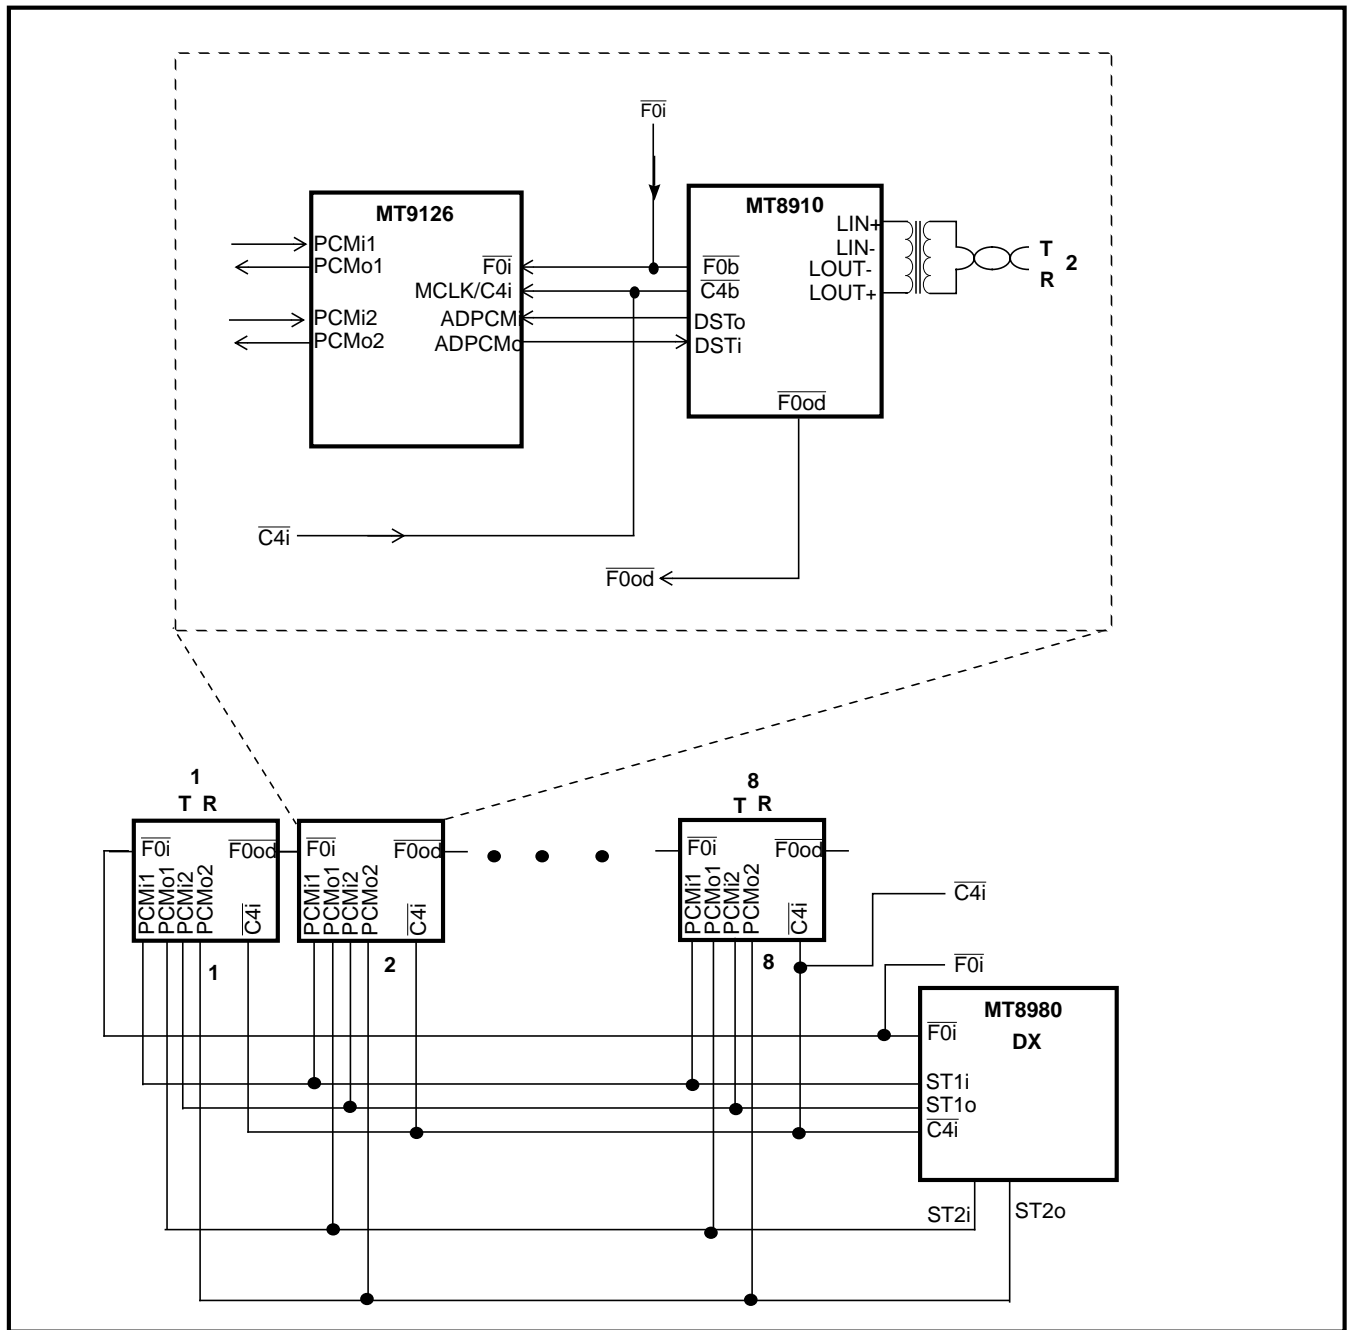 F0i
MT9126
MT8910
PCMi1
PCMo1
PCMi2
PCMo2
F0i
MCLK/C4i
ADPCMi
ADPCMo
F0b
C4b
DSTo
DSTi
LIN+
LIN-
LOUT-
LOUT+
T
2
R
F0od
C4i
F0od
1
T R
8
T R
F0i
F0od
PCMi1
PCMo1
PCMi2
PCMo2
C4i
1
F0i
F0od
PCMi1
PCMo1
PCMi2
PCMo2
C4i
2
F0i
F0od
PCMi1
PCMo1
PCMi2
PCMo2
C4i
8
C4i
F0i
MT8980
DX
F0i
ST1i
ST1o
C4i
ST2i
ST2o